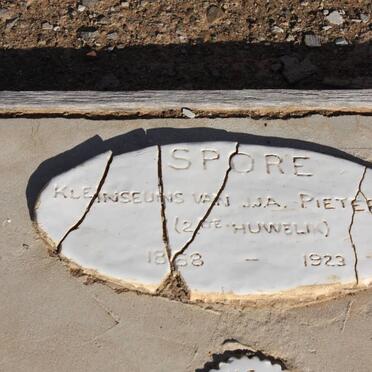 SPORE
KLEINSEUNS VAN J.J.A. PIETER
(2DE HUWELIK)
1868 — 1923 —